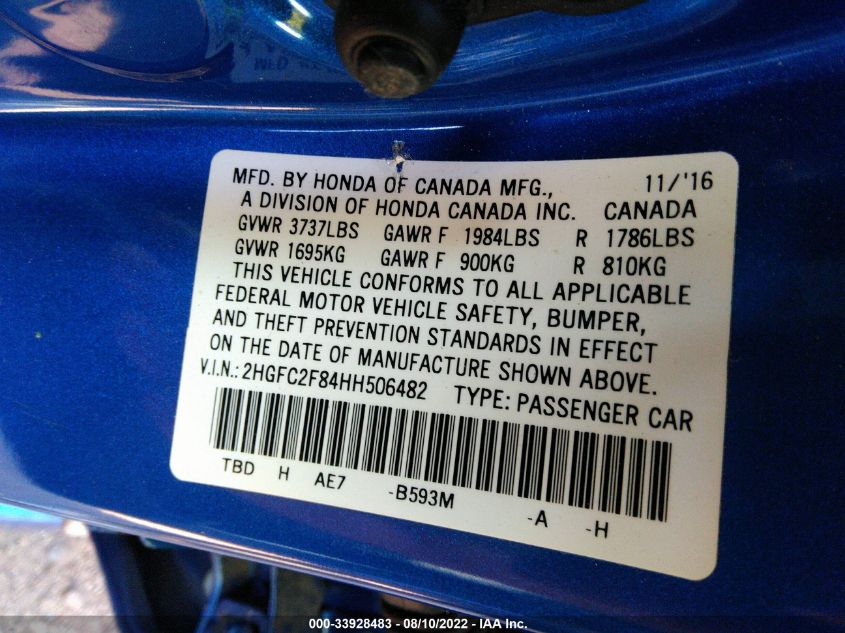 MFD. BY HONDA OF CANADA MFG., 11/'16
A DIVISION OF HONDA CANADA INC. CANADA
GVWR 3737LBS GAWR F 1984LBS R 1786LBS
GVWR 1695KG GAWR F 900KG R 810KG
THIS VEHICLE CONFORMS TO ALL APPLICABLE
FEDERAL MOTOR VEHICLE SAFETY, BUMPER,
AND THEFT PREVENTION STANDARDS IN EFFECT
ON THE DATE OF MANUFACTURE SHOWN ABOVE.
V.I.N.: 2HGFC2F84HH506482 TYPE: PASSENGER CAR
TBD H AE7 -B593M -A -H
000-33928483 - 08/10/2022 - IAA Inc.